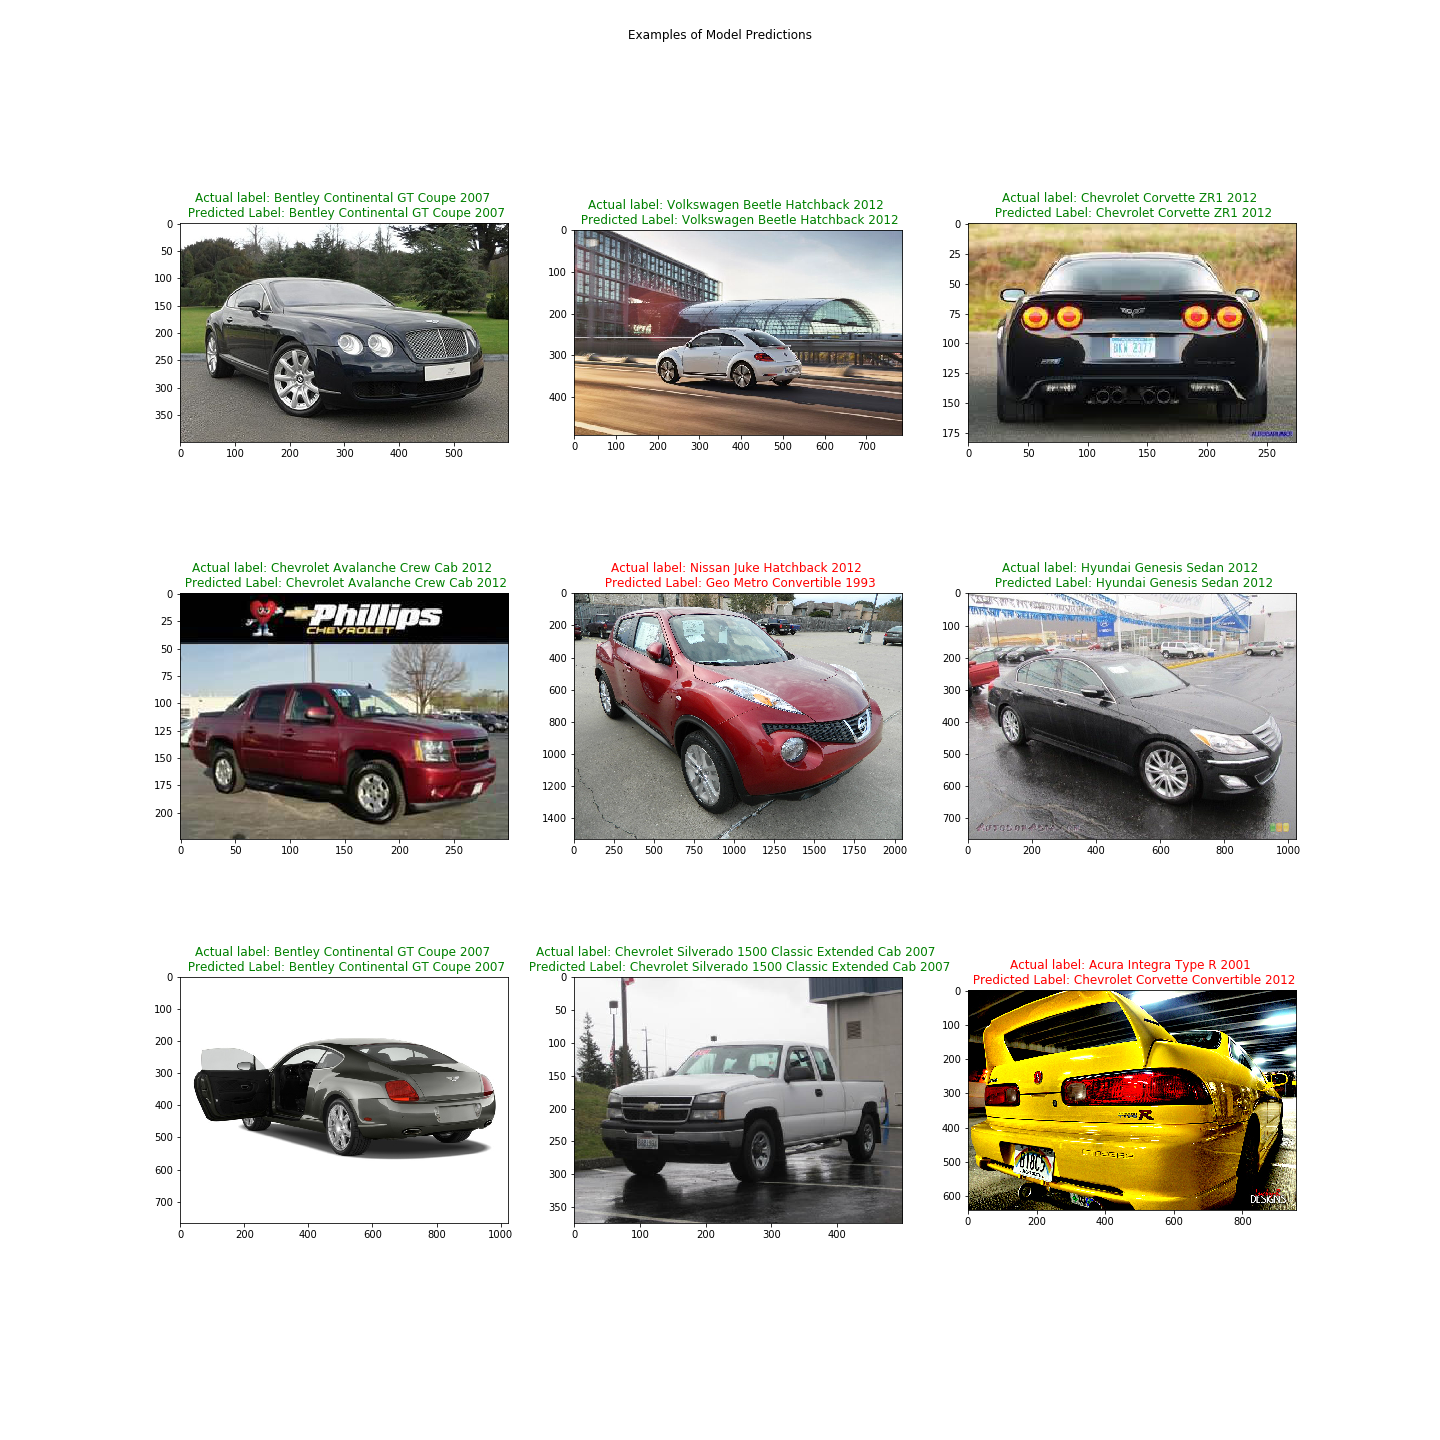 Examples of Model Predictions
Actual label: Bentley Continental GT Coupe 2007
Predicted Label: Bentley Continental GT Coupe 2007
0
50
100
150
200
250
300
350
0 100 200 300 400 500
Actual label: Volkswagen Beetle Hatchback 2012
Predicted Label: Volkswagen Beetle Hatchback 2012
0
100
200
300
400
0 100 200 300 400 500 600 700
Actual label: Chevrolet Corvette ZR1 2012
Predicted Label: Chevrolet Corvette ZR1 2012
0
25
50
75
100
125
150
175
0 50 100 150 200 250
Actual label: Chevrolet Avalanche Crew Cab 2012
Predicted Label: Chevrolet Avalanche Crew Cab 2012
Phillips
CHEVROLET
0
25
50
75
100
125
150
175
200
0 50 100 150 200 250
Actual label: Nissan Juke Hatchback 2012
Predicted Label: Geo Metro Convertible 1993
0
200
400
600
800
1000
1200
1400
0 250 500 750 1000 1250 1500 1750 2000
Actual label: Hyundai Genesis Sedan 2012
Predicted Label: Hyundai Genesis Sedan 2012
0
100
200
300
400
500
600
700
0 200 400 600 800 1000
Actual label: Bentley Continental GT Coupe 2007
Predicted Label: Bentley Continental GT Coupe 2007
0
100
200
300
400
500
600
700
0 200 400 600 800 1000
Actual label: Chevrolet Silverado 1500 Classic Extended Cab 2007
Predicted Label: Chevrolet Silverado 1500 Classic Extended Cab 2007
0
50
100
150
200
250
300
350
0 100 200 300 400
Actual label: Acura Integra Type R 2001
Predicted Label: Chevrolet Corvette Convertible 2012
R
DESIGNS
0
100
200
300
400
500
600
0 200 400 600 800